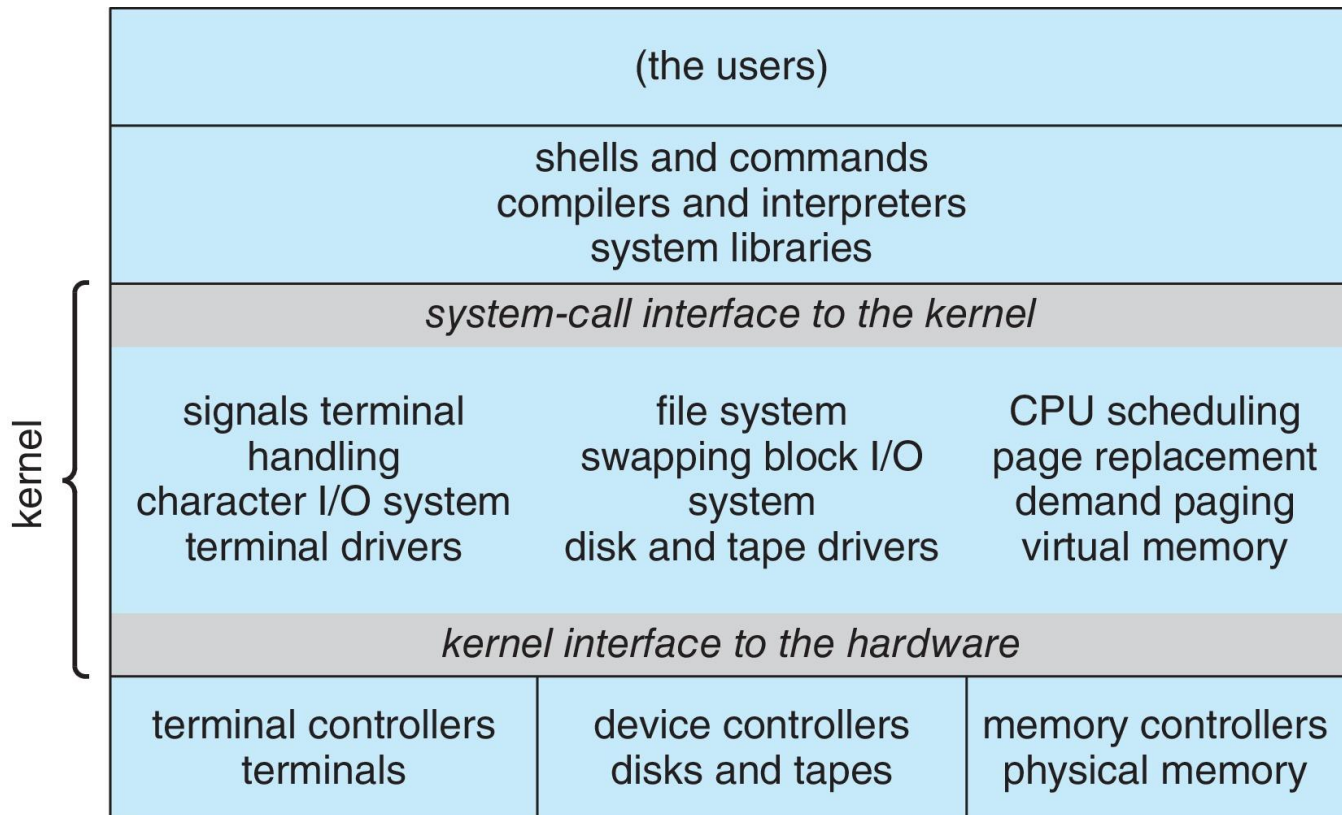 (the users)
shells and commands
compilers and interpreters
system libraries
kernel
system-call interface to the kernel
signals terminal
handling
character I/O system
terminal drivers
file system
swapping block I/O
system
disk and tape drivers
CPU scheduling
page replacement
demand paging
virtual memory
kernel interface to the hardware
terminal controllers
terminals
device controllers
disks and tapes
memory controllers
physical memory